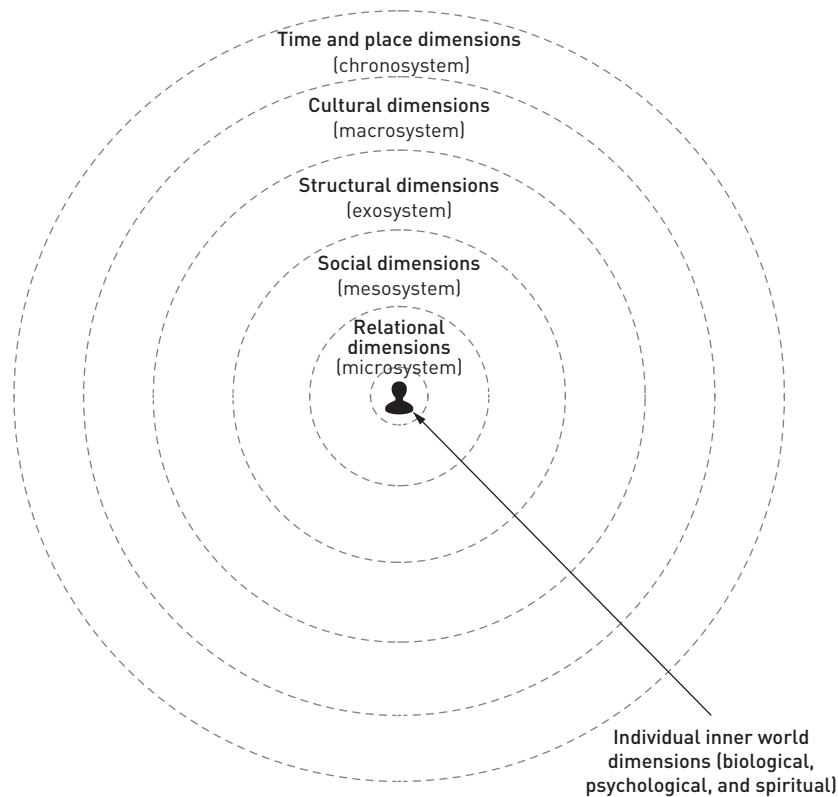 Time and place dimensions
(chronosystem)
Cultural dimensions
(macrosystem)
Structural dimensions
(exosystem)
Social dimensions
(mesosystem)
Relational
dimensions
(microsystem)
Individual inner world
dimensions (biological,
psychological, and spiritual)